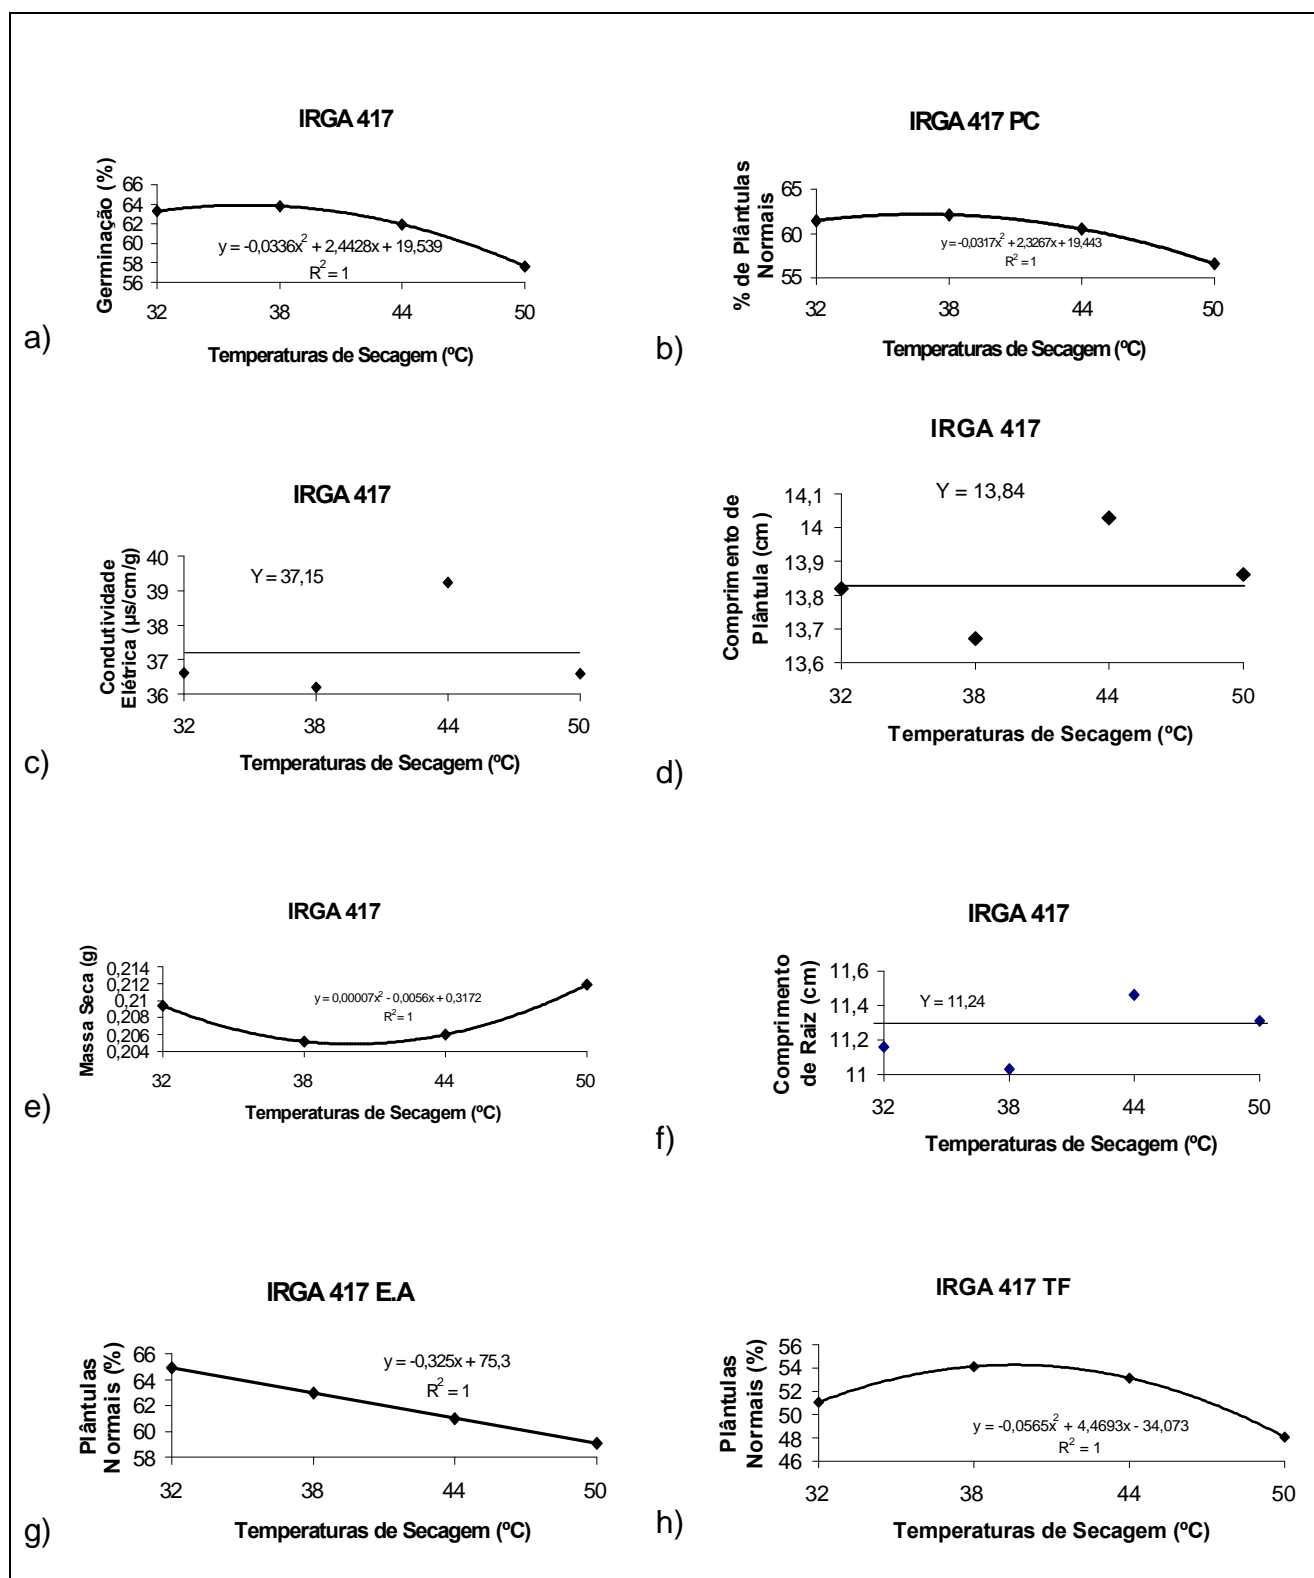 IRGA 417
Germinação (%)
66
64
62
60
58
56
y = -0,0336x² + 2,4428x + 19,539
R² = 1
32 38 44 50
Temperaturas de Secagem (ºC)
a)
IRGA 417 PC
% de Plântulas
Normais
65
60
55
y = -0,0317x² + 2,3267x + 19,443
R² = 1
32 38 44 50
Temperaturas de Secagem (ºC)
b)
IRGA 417
Condutividade
Elétrica (µs/cm/g)
40
39
38
37
36
Y = 37,15
32 38 44 50
Temperaturas de Secagem (ºC)
c)
IRGA 417
Comprimento de
Plântula (cm)
14,1
14
13,9
13,8
13,7
13,6
Y = 13,84
32 38 44 50
Temperaturas de Secagem (ºC)
d)
IRGA 417
Massa Seca (g)
0,214
0,212
0,21
0,208
0,206
0,204
y = 0,00007x² - 0,0056x + 0,3172
R² = 1
32 38 44 50
Temperaturas de Secagem (ºC)
e)
IRGA 417
Comprimento
de Raiz (cm)
11,6
11,4
11,2
11
Y = 11,24
32 38 44 50
Temperaturas de Secagem (ºC)
f)
IRGA 417 E.A
Plântulas
Normais (%)
66
64
62
60
58
y = -0,325x + 75,3
R² = 1
32 38 44 50
Temperaturas de Secagem (ºC)
g)
IRGA 417 TF
Plântulas
Normais (%)
56
54
52
50
48
46
y = -0,0565x² + 4,4693x - 34,073
R² = 1
32 38 44 50
Temperaturas de Secagem (ºC)
h)